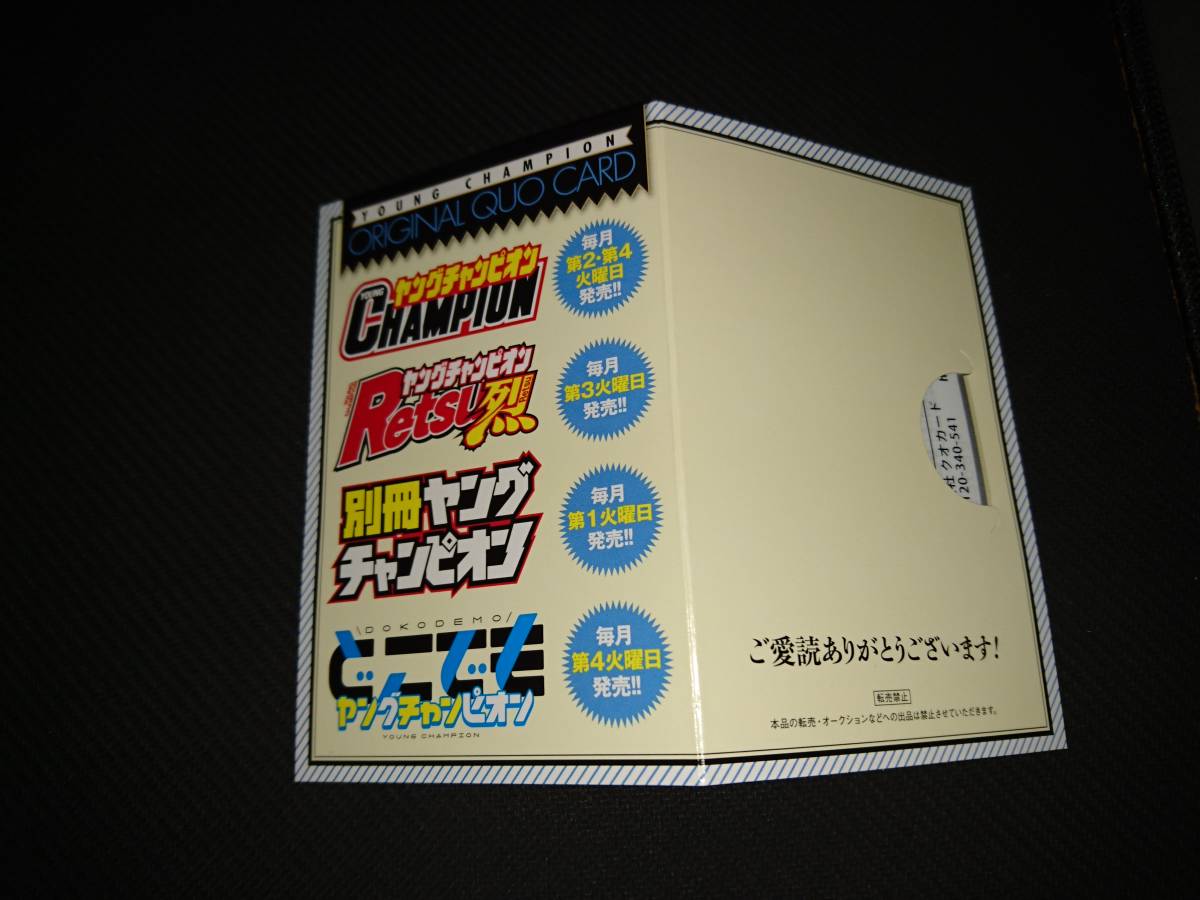 YOUNG CHAMPION
ORIGINAL QUO CARD
ヤングチャンピオン
YOUNG
CHAMPION
毎月
第2・第4
火曜日
発売!!
ヤングチャンピオン
Retsu烈
毎月
第3火曜日
発売!!
別冊ヤング
チャンピオン
毎月
第1火曜日
発売!!
\DOKODEMO/
どこでも
ヤングチャンピオン
YOUNG CHAMPION
毎月
第4火曜日
発売!!
社クオカード
20-340-541
ご愛読ありがとうございます!
転売禁止
本品の転売・オークションなどへの出品は禁止させていただきます。